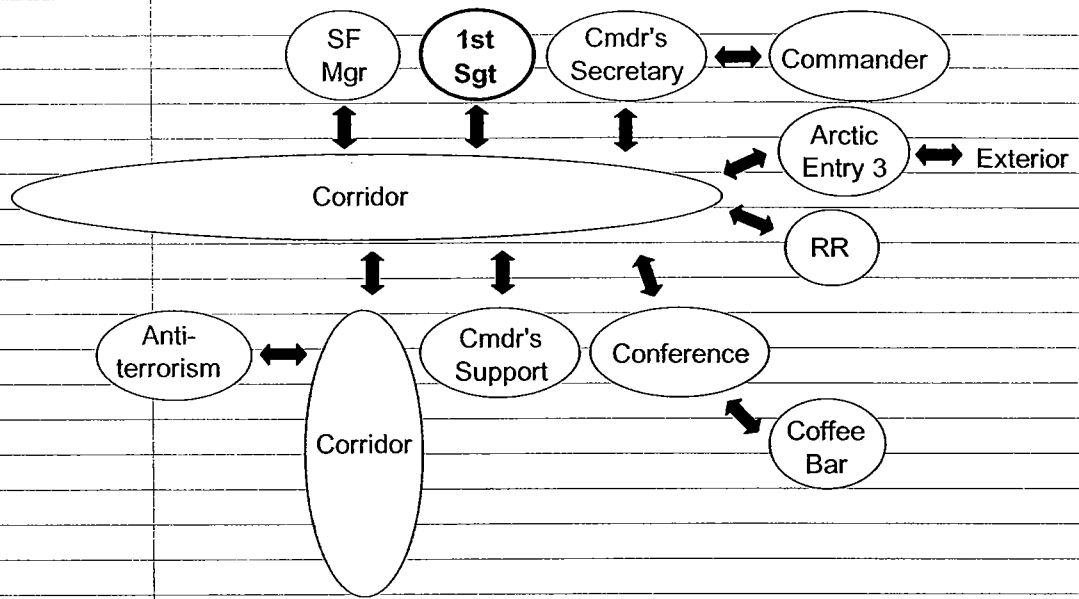 SF
Mgr
1st
Sgt
Cmdr's
Secretary
Commander
Arctic
Entry 3
Exterior
Corridor
RR
Anti-
terrorism
Cmdr's
Support
Conference
Corridor
Coffee
Bar